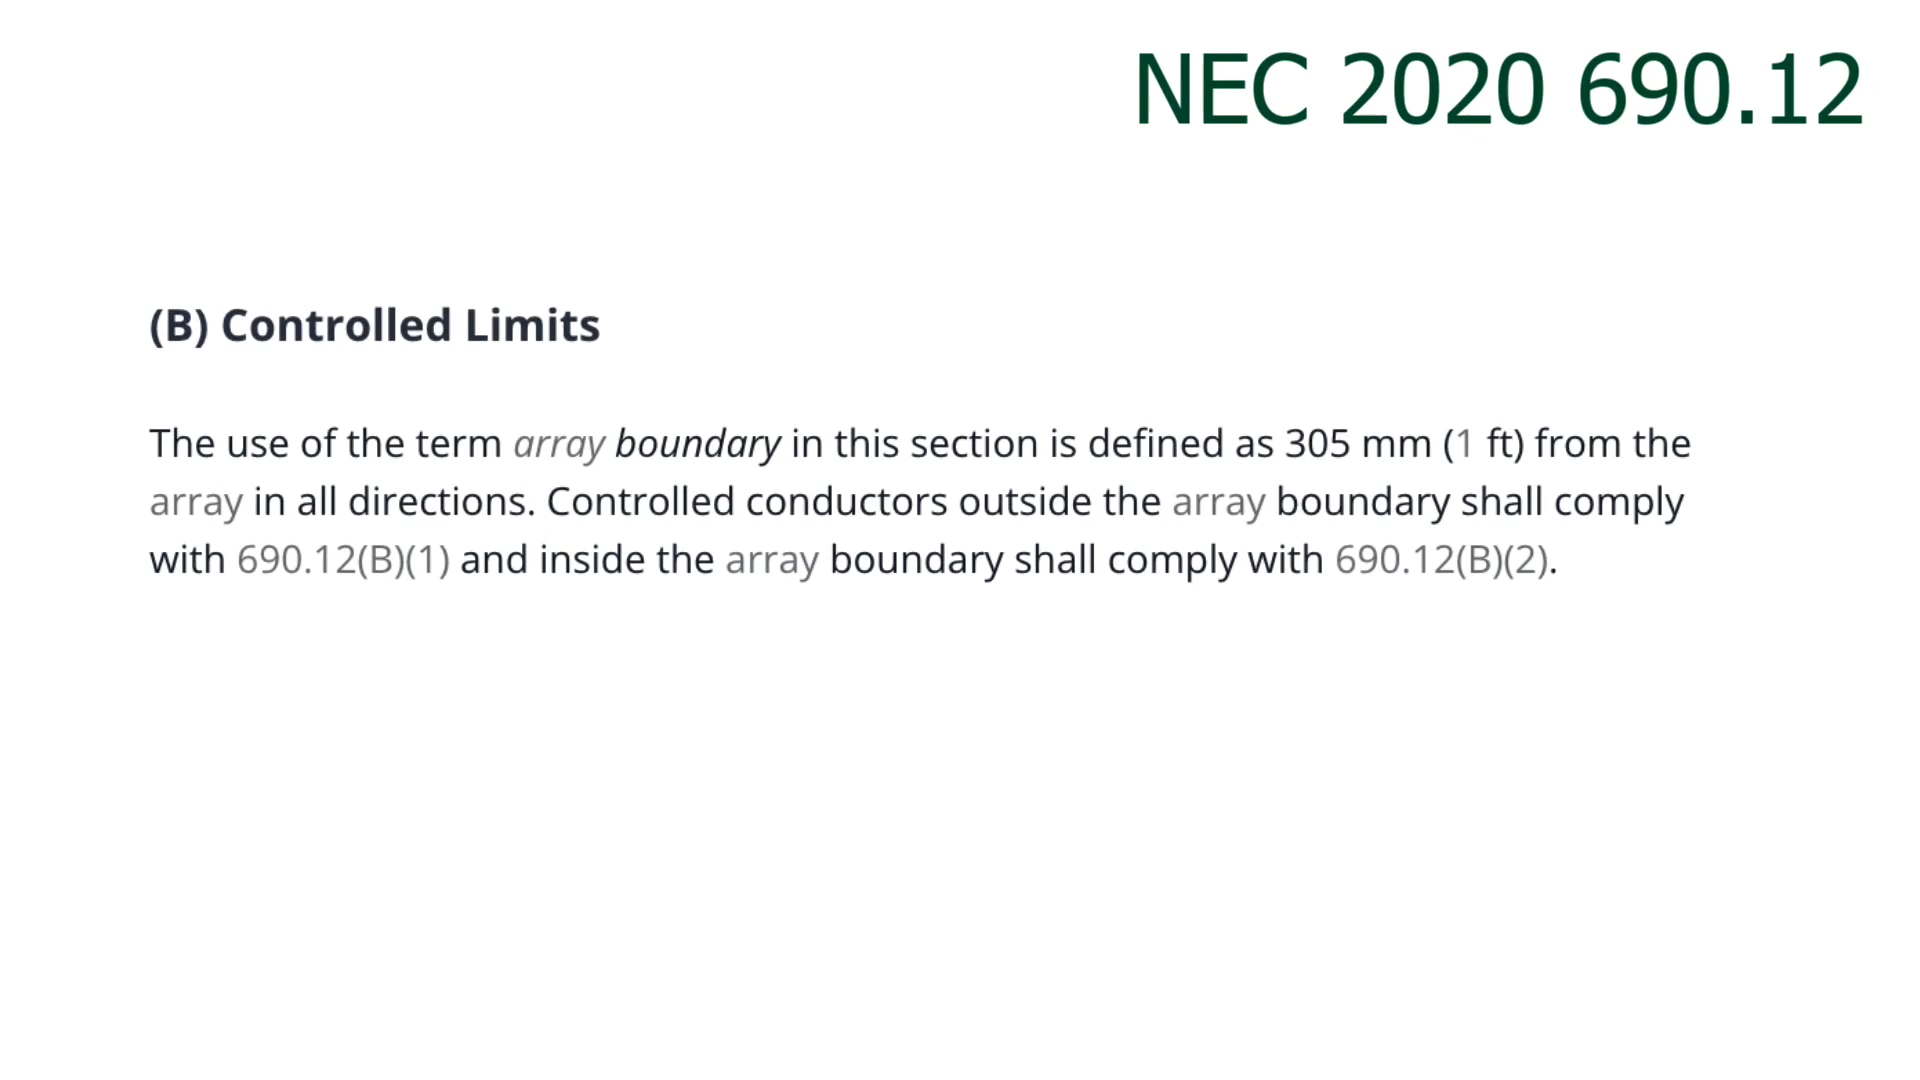 NEC 2020 690.12
(B) Controlled Limits
The use of the term array boundary in this section is defined as 305 mm (1 ft) from the
array in all directions. Controlled conductors outside the array boundary shall comply
with 690.12(B)(1) and inside the array boundary shall comply with 690.12(B)(2).